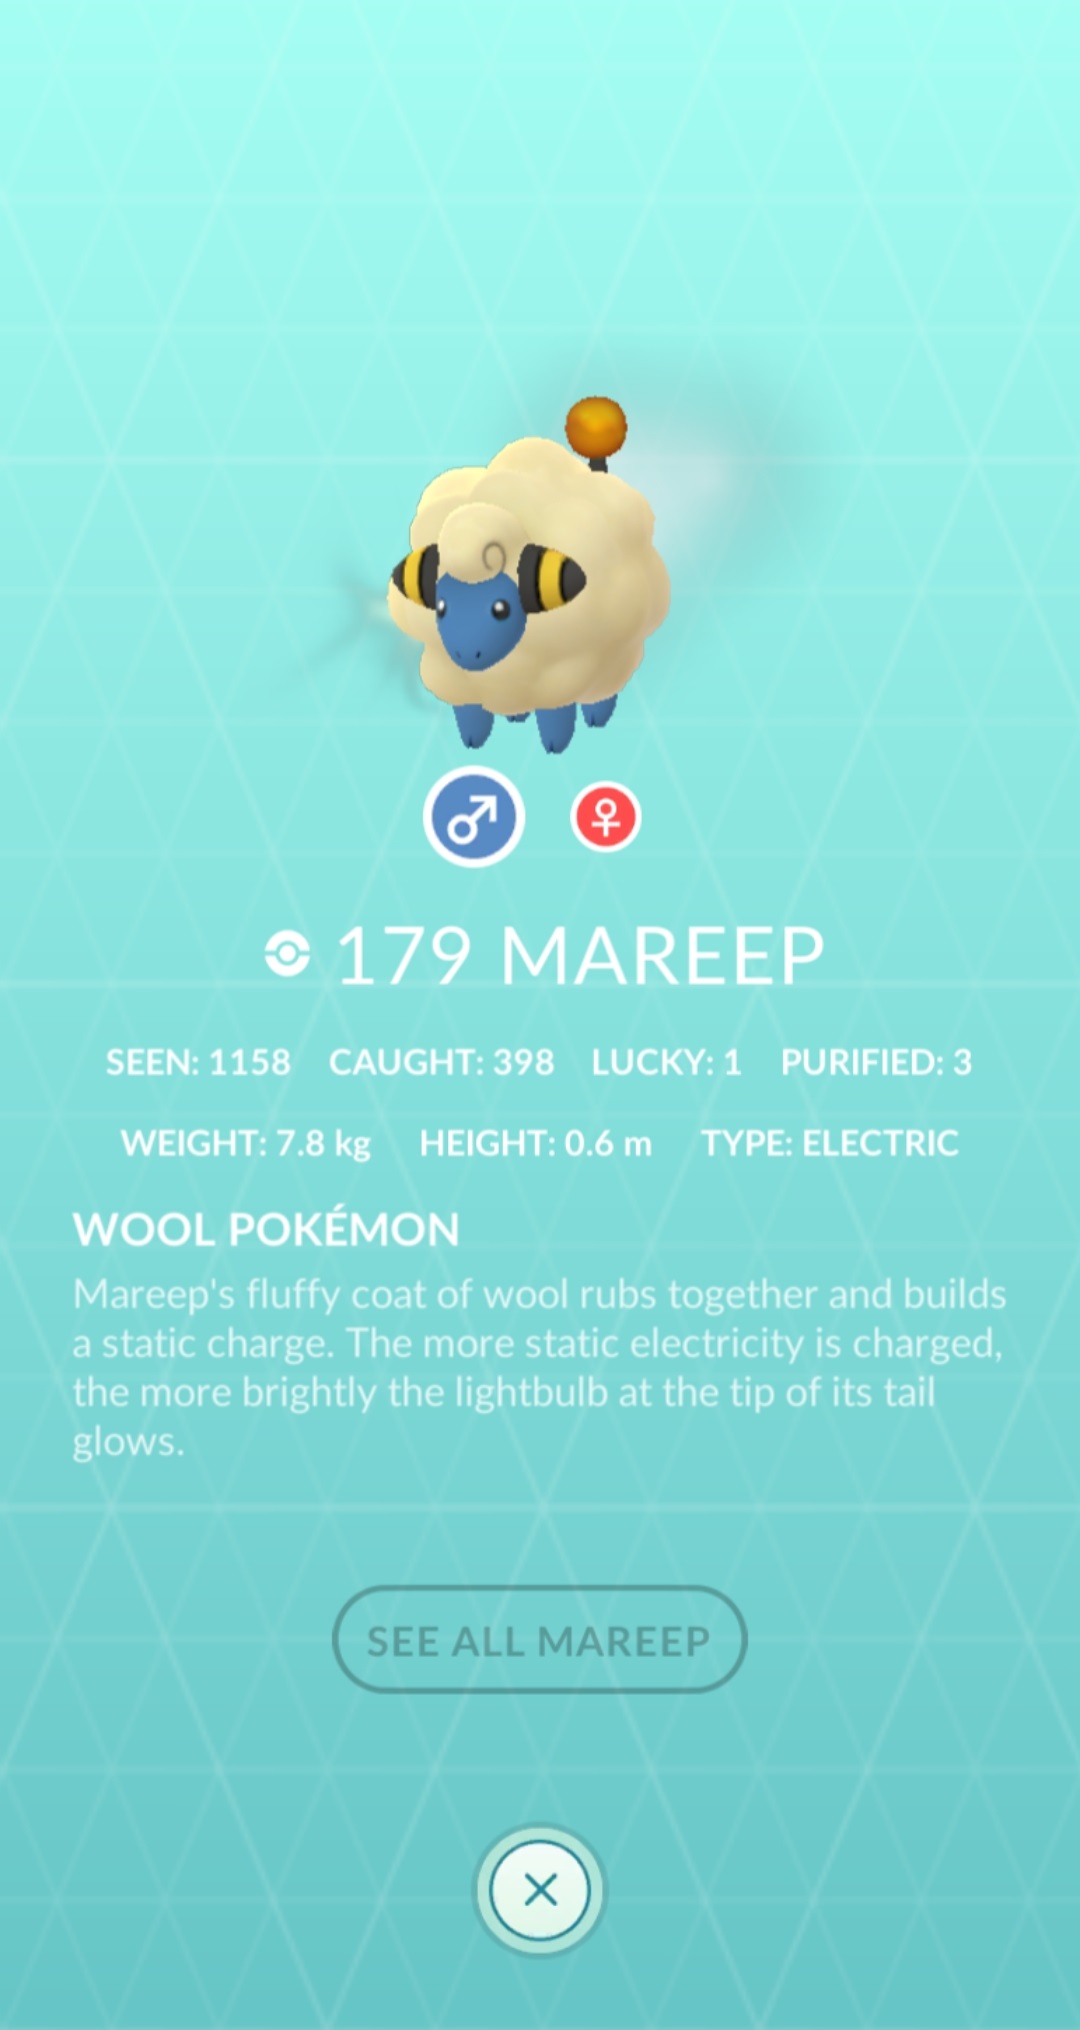 179 MAREEP
SEEN: 1158 CAUGHT: 398 LUCKY: 1 PURIFIED: 3
WEIGHT: 7.8 kg HEIGHT: 0.6 m TYPE: ELECTRIC
WOOL POKÉMON
Mareep's fluffy coat of wool rubs together and builds
a static charge. The more static electricity is charged,
the more brightly the lightbulb at the tip of its tail
glows.
SEE ALL MAREEP